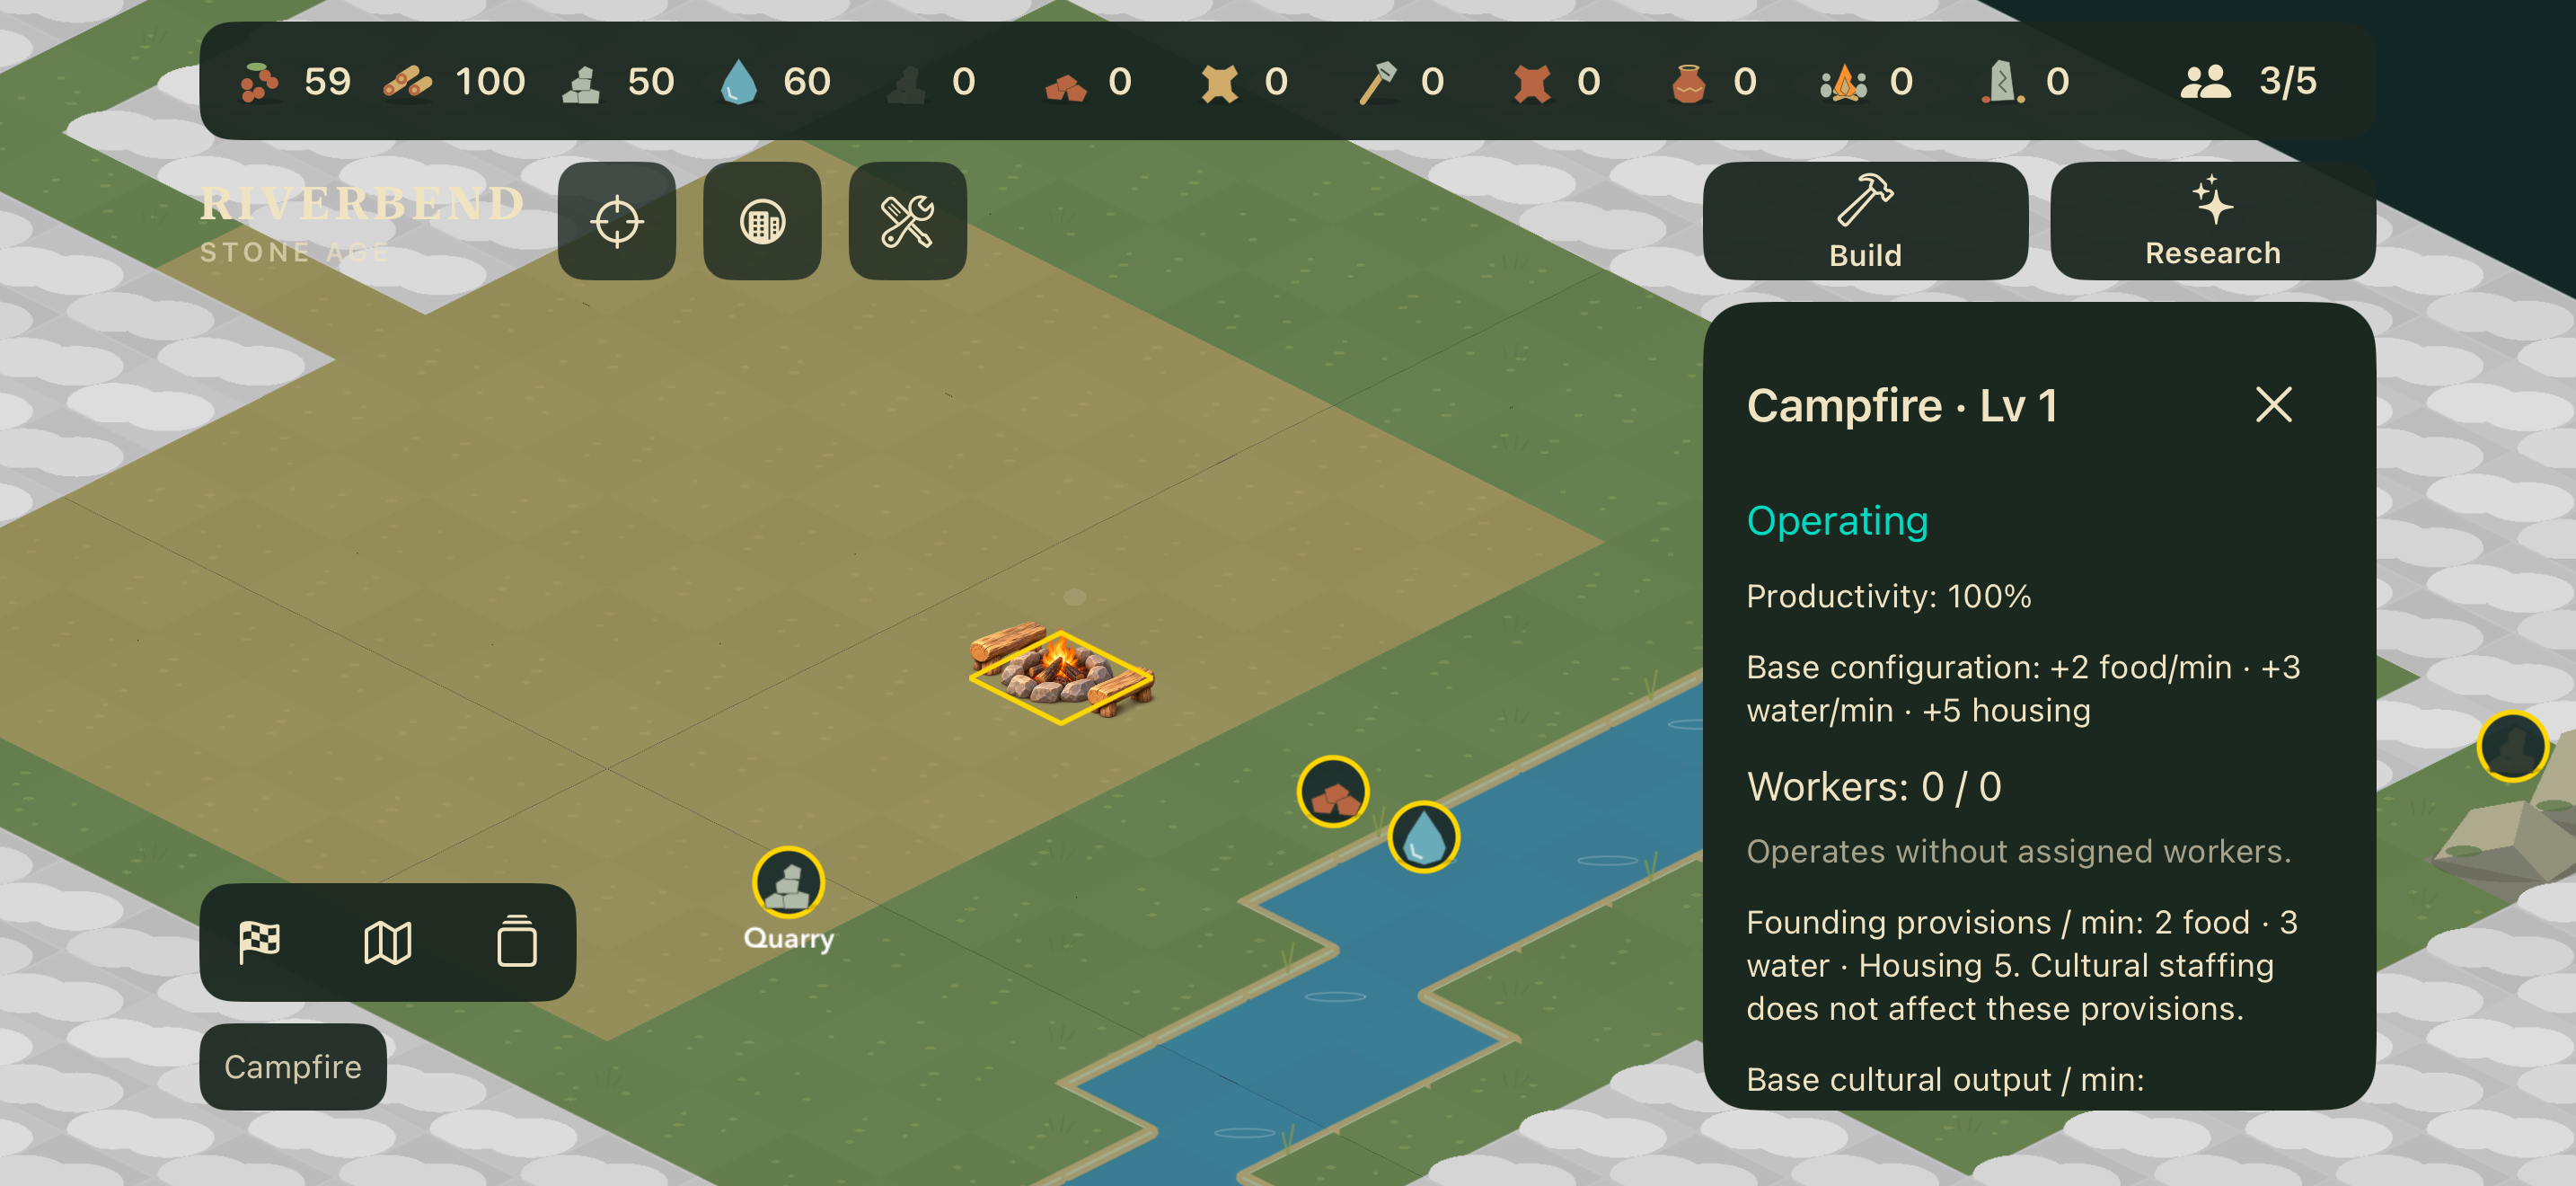 59 100 50 60 0 0 0 0 0 0 0 0 3/5
RIVERBEND
STONE AGE
Build
Research
Campfire · Lv 1
Operating
Productivity: 100%
Base configuration: +2 food/min · +3
water/min · +5 housing
Workers: 0 / 0
Operates without assigned workers.
Founding provisions / min: 2 food · 3
water · Housing 5. Cultural staffing
does not affect these provisions.
Base cultural output / min:
Quarry
Campfire